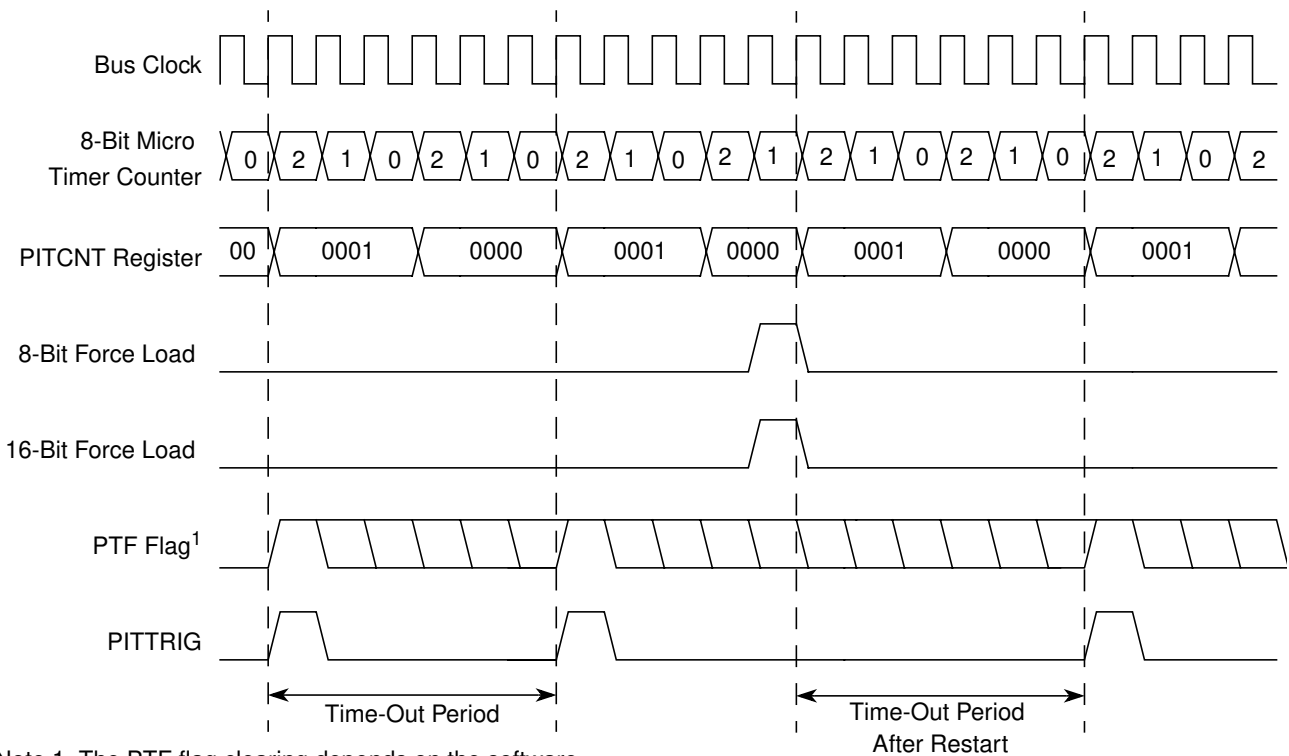 Bus Clock
8-Bit Micro
Timer Counter
0 2 1 0 2 1 0 2 1 0 2 1 2 1 0 2 1 0 2 1 0 2
PITCNT Register
00 0001 0000 0001 0000 0001 0000 0001
8-Bit Force Load
16-Bit Force Load
PTF Flag1
PITTRIG
Time-Out Period
Time-Out Period
After Restart
Note 1. The PTF flag clearing depends on the software